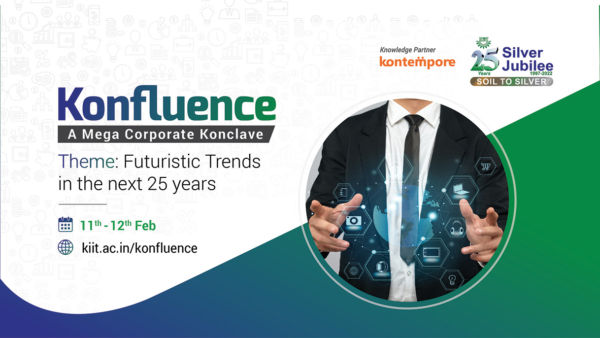 Knowledge Partner
kontempore
25
Years
Silver
Jubilee
1997-2022
SOIL TO SILVER
Konfluence
A Mega Corporate Konclave
Theme: Futuristic Trends
in the next 25 years
11th - 12th Feb
kiit.ac.in/konfluence